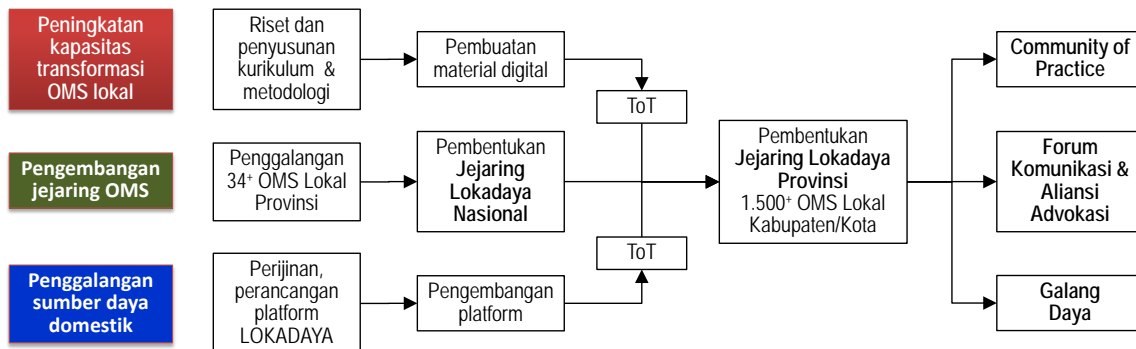 Peningkatan
kapasitas
transformasi
OMS lokal
Riset dan
penyusunan
kurikulum &
metodologi
Pembuatan
material digital
ToT
Community of
Practice
Pengembangan
jejaring OMS
Penggalangan
34+ OMS Lokal
Provinsi
Pembentukan
Jejaring
Lokadaya
Nasional
Pembentukan
Jejaring Lokadaya
Provinsi
1.500+ OMS Lokal
Kabupaten/Kota
Forum
Komunikasi &
Aliansi
Advokasi
ToT
Penggalangan
sumber daya
domestik
Perijinan,
perancangan
platform
LOKADAYA
Pengembangan
platform
Galang
Daya